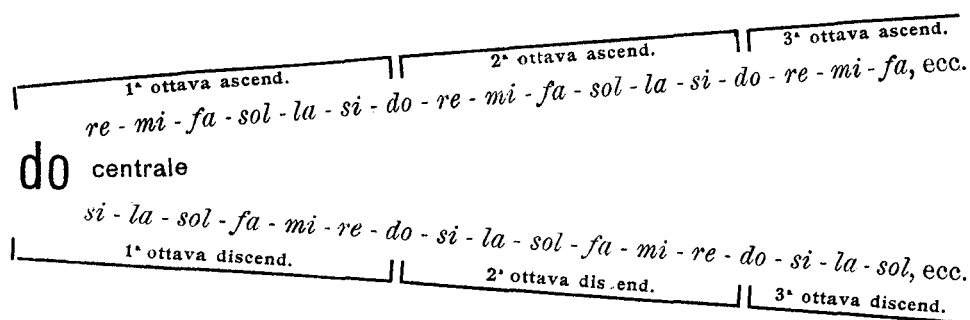 1ª ottava ascend. 2ª ottava ascend. 3ª ottava ascend.
re - mi - fa - sol - la - si - do - re - mi - fa - sol - la - si - do - re - mi - fa, ecc.
do centrale
si - la - sol - fa - mi - re - do - si - la - sol - fa - mi - re - do - si - la - sol, ecc.
1ª ottava discend. 2ª ottava dis end. 3ª ottava discend.